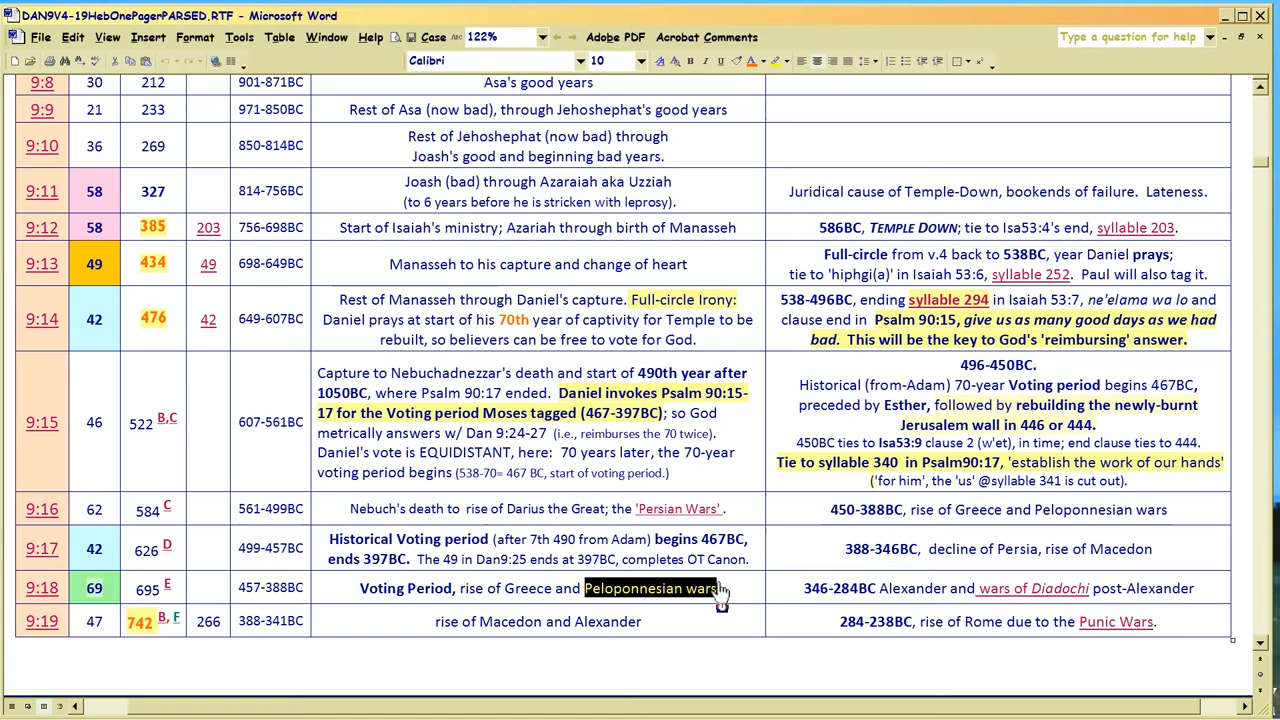 DAN9V4-19HebOnePagerPARSED.RTF - Microsoft Word
File Edit View Insert Format Tools Table Window Help Case 122% Adobe PDF Acrobat Comments Type a question for help
Calibri 10
9:8 30 212 901-871BC Asa's good years
9:9 21 233 971-850BC Rest of Asa (now bad), through Jehoshephat's good years
9:10 36 269 850-814BC Rest of Jehoshephat (now bad) through
Joash's good and beginning bad years.
9:11 58 327 814-756BC Joash (bad) through Azaraiah aka Uzziah
(to 6 years before he is stricken with leprosy).
Juridical cause of Temple-Down, bookends of failure. Lateness.
9:12 58 385 203 756-698BC Start of Isaiah's ministry; Azariah through birth of Manasseh
586BC, TEMPLE DOWN; tie to Isa53:4's end, syllable 203.
9:13 49 434 49 698-649BC Manasseh to his capture and change of heart
Full-circle from v.4 back to 538BC, year Daniel prays;
tie to 'hiphgi(a)' in Isaiah 53:6, syllable 252. Paul will also tag it.
9:14 42 476 42 649-607BC Rest of Manasseh through Daniel's capture. Full-circle Irony:
Daniel prays at start of his 70th year of captivity for Temple to be
rebuilt, so believers can be free to vote for God.
538-496BC, ending syllable 294 in Isaiah 53:7, ne'elama wa lo and
clause end in Psalm 90:15, give us as many good days as we had
bad. This will be the key to God's 'reimbursing' answer.
9:15 46 522 B,C 607-561BC Capture to Nebuchadnezzar's death and start of 490th year after
1050BC, where Psalm 90:17 ended. Daniel invokes Psalm 90:15-
17 for the Voting period Moses tagged (467-397BC); so God
metrically answers w/ Dan 9:24-27 (i.e., reimburses the 70 twice).
Daniel's vote is EQUIDISTANT, here: 70 years later, the 70-year
voting period begins (538-70= 467 BC, start of voting period.)
496-450BC.
Historical (from-Adam) 70-year Voting period begins 467BC,
preceded by Esther, followed by rebuilding the newly-burnt
Jerusalem wall in 446 or 444.
450BC ties to Isa53:9 clause 2 (w'et), in time; end clause ties to 444.
Tie to syllable 340 in Psalm90:17, 'establish the work of our hands'
('for him', the 'us' @syllable 341 is cut out).
9:16 62 584 C 561-499BC Nebuch's death to rise of Darius the Great; the 'Persian Wars' .
450-388BC, rise of Greece and Peloponnesian wars
9:17 42 626 D 499-457BC Historical Voting period (after 7th 490 from Adam) begins 467BC,
ends 397BC. The 49 in Dan9:25 ends at 397BC, completes OT Canon.
388-346BC, decline of Persia, rise of Macedon
9:18 69 695 E 457-388BC Voting Period, rise of Greece and Peloponnesian wars
346-284BC Alexander and wars of Diadochi post-Alexander
9:19 47 742 B, F 266 388-341BC rise of Macedon and Alexander
284-238BC, rise of Rome due to the Punic Wars.